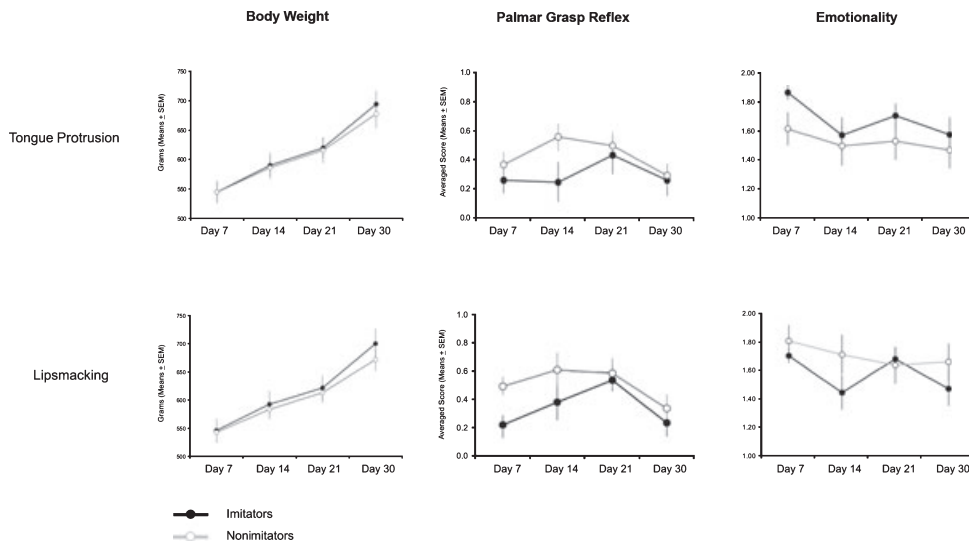 Body Weight
Palmar Grasp Reflex
Emotionality
Tongue Protrusion
Grams (Means ± SEM)
750
700
650
600
550
500
Day 7 Day 14 Day 21 Day 30
Averaged Score (Means ± SEM)
1.0
0.8
0.6
0.4
0.2
0.0
Day 7 Day 14 Day 21 Day 30
2.00
1.80
1.60
1.40
1.20
1.00
Day 7 Day 14 Day 21 Day 30
Lipsmacking
Grams (Means ± SEM)
750
700
650
600
550
500
Day 7 Day 14 Day 21 Day 30
Averaged Score (Means ± SEM)
1.0
0.8
0.6
0.4
0.2
0.0
Day 7 Day 14 Day 21 Day 30
2.00
1.80
1.60
1.40
1.20
1.00
Day 7 Day 14 Day 21 Day 30
Imitators
Nonimitators